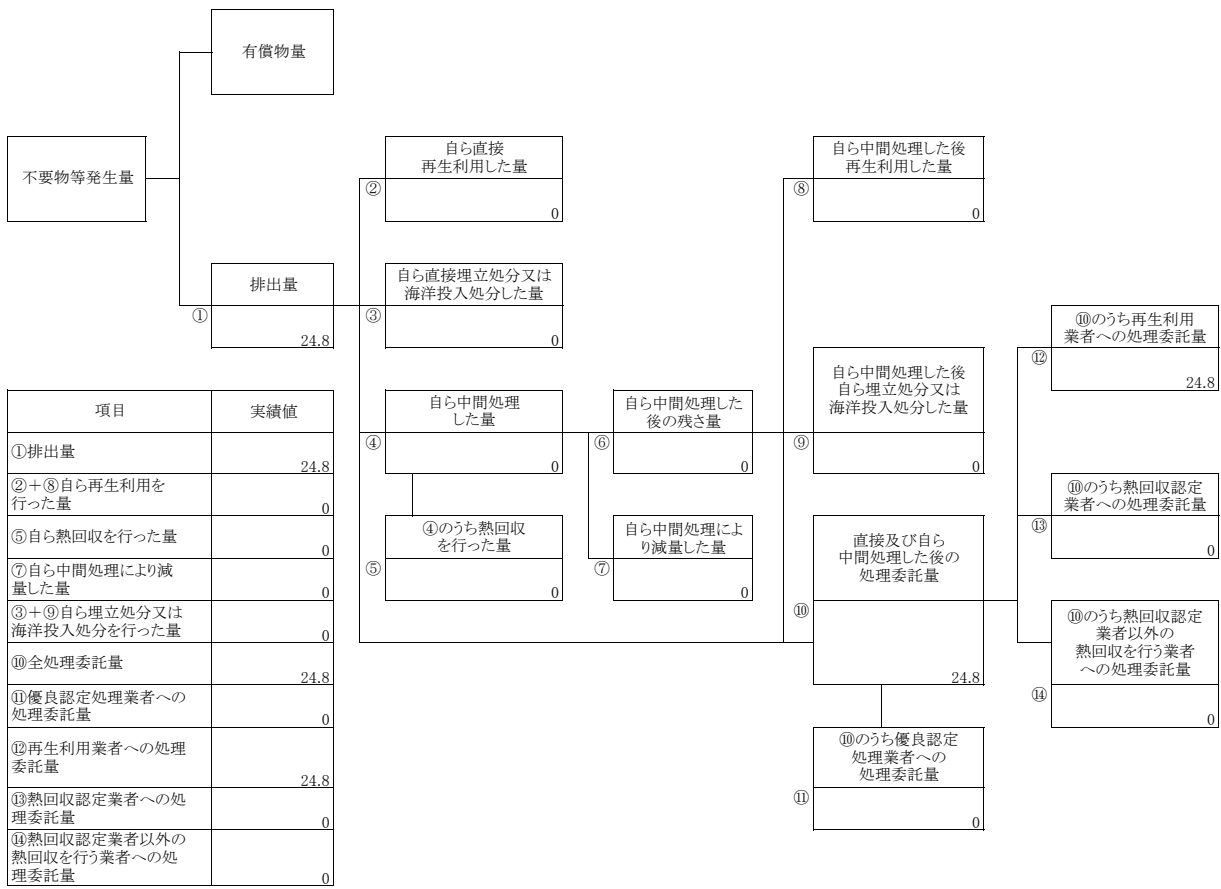 有償物量
不要物等発生量
自ら直接
再生利用した量
②
0
自ら中間処理した後
再生利用した量
⑧
0
排出量
①
24.8
自ら直接埋立処分又は
海洋投入処分した量
③
0
⑩のうち再生利用
業者への処理委託量
⑫
24.8
自ら中間処理
した量
④
0
自ら中間処理した
後の残さ量
⑥
0
自ら中間処理した後
自ら埋立処分又は
海洋投入処分した量
⑨
0
⑩のうち熱回収認定
業者への処理委託量
⑬
0
④のうち熱回収
を行った量
⑤
0
自ら中間処理によ
り減量した量
⑦
0
直接及び自ら
中間処理した後の
処理委託量
⑩
24.8
⑩のうち熱回収認定
業者以外の
熱回収を行う業者
への処理委託量
⑭
0
⑩のうち優良認定
処理業者への
処理委託量
⑪
0
項目 実績値
①排出量
24.8
②+⑧自ら再生利用を
行った量
0
⑤自ら熱回収を行った量
0
⑦自ら中間処理により減
量した量
0
③+⑨自ら埋立処分又は
海洋投入処分を行った量
0
⑩全処理委託量
24.8
⑪優良認定処理業者への
処理委託量
0
⑫再生利用業者への処理
委託量
24.8
⑬熱回収認定業者への処
理委託量
0
⑭熱回収認定業者以外の
熱回収を行う業者への処
理委託量
0